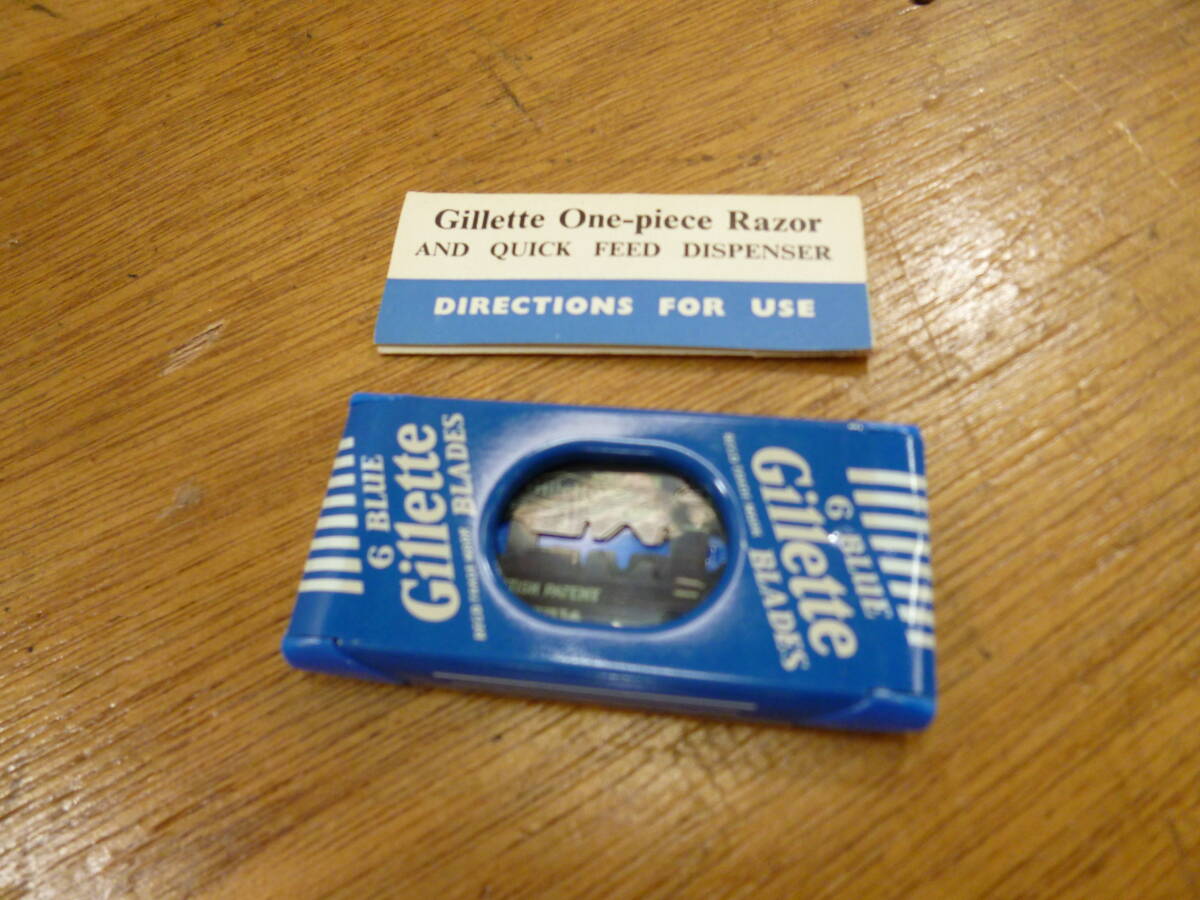 Gillette One-piece Razor
AND QUICK FEED DISPENSER
DIRECTIONS FOR USE
6 BLUE
Gillette
BLADES
6 BLUE
Gillette
BLADES